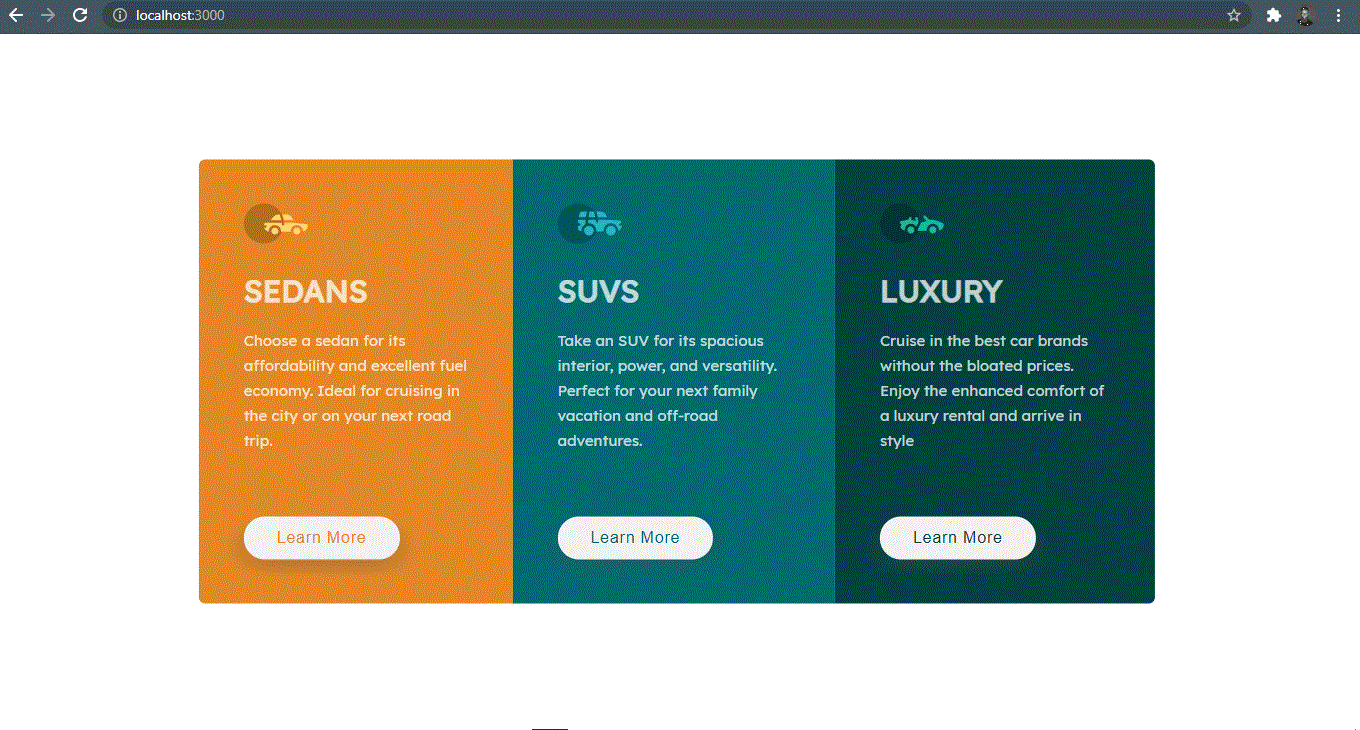 localhost:3000
SEDANS
Choose a sedan for its
affordability and excellent fuel
economy. Ideal for cruising in
the city or on your next road
trip.
Learn More
SUVS
Take an SUV for its spacious
interior, power, and versatility.
Perfect for your next family
vacation and off-road
adventures.
Learn More
LUXURY
Cruise in the best car brands
without the bloated prices.
Enjoy the enhanced comfort of
a luxury rental and arrive in
style
Learn More